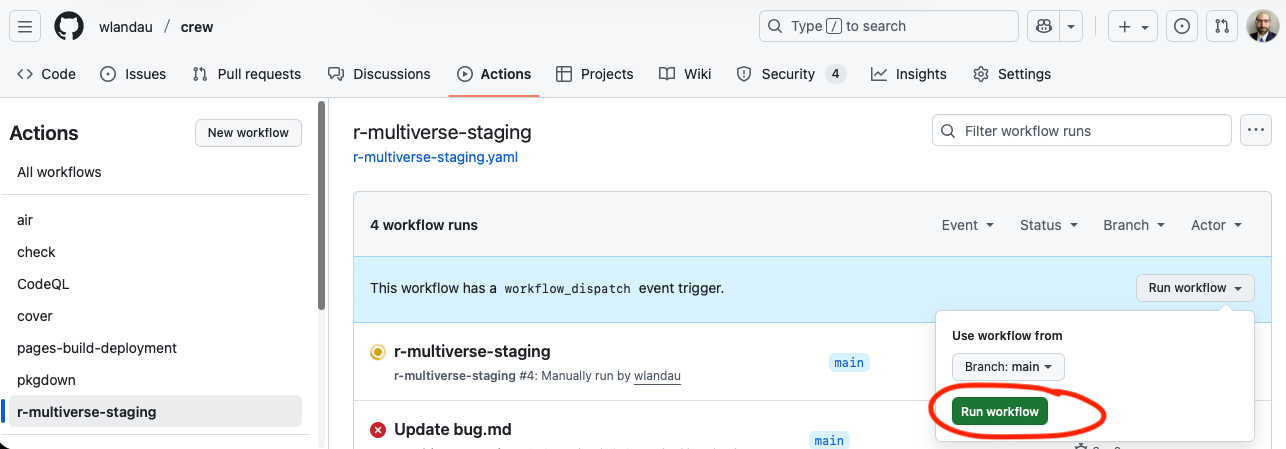 wlandau / crew
Type / to search
Code
Issues
Pull requests
Discussions
Actions
Projects
Wiki
Security 4
Insights
Settings
Actions
New workflow
All workflows
air
check
CodeQL
cover
pages-build-deployment
pkgdown
r-multiverse-staging
r-multiverse-staging
r-multiverse-staging.yaml
Filter workflow runs
4 workflow runs
Event
Status
Branch
Actor
This workflow has a workflow_dispatch event trigger.
Run workflow
Use workflow from
Branch: main
Run workflow
r-multiverse-staging
main
r-multiverse-staging #4: Manually run by wlandau
Update bug.md
main